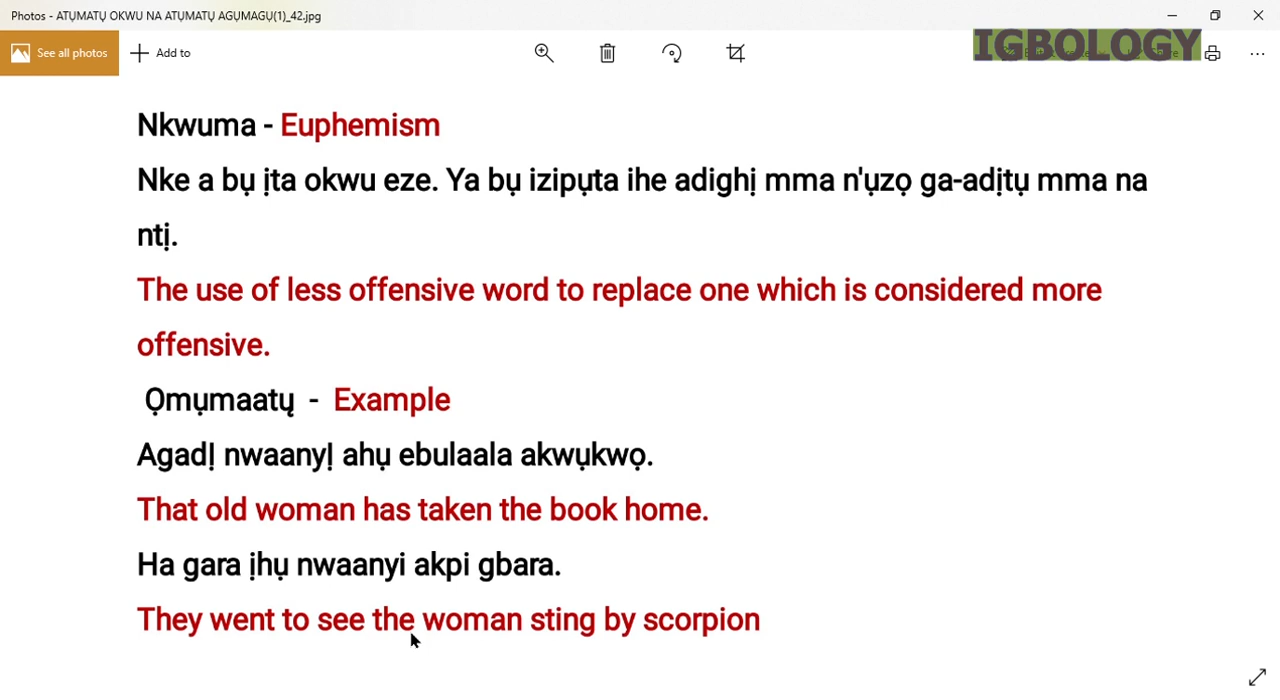 Photos - ATỤMATỤ OKWU NA ATỤMATỤ AGỤMAGỤ(1)_42.jpg
See all photos
Add to
IGBOLOGY
Nkwuma - Euphemism
Nke a bụ ịta okwu eze. Ya bụ izipụta ihe adighị mma n'ụzọ ga-adịtụ mma na
ntị.
The use of less offensive word to replace one which is considered more
offensive.
Ọmụmaatụ - Example
AgadỊ nwaanyỊ ahụ ebulaala akwụkwọ.
That old woman has taken the book home.
Ha gara ịhụ nwaanyi akpi gbara.
They went to see the woman sting by scorpion